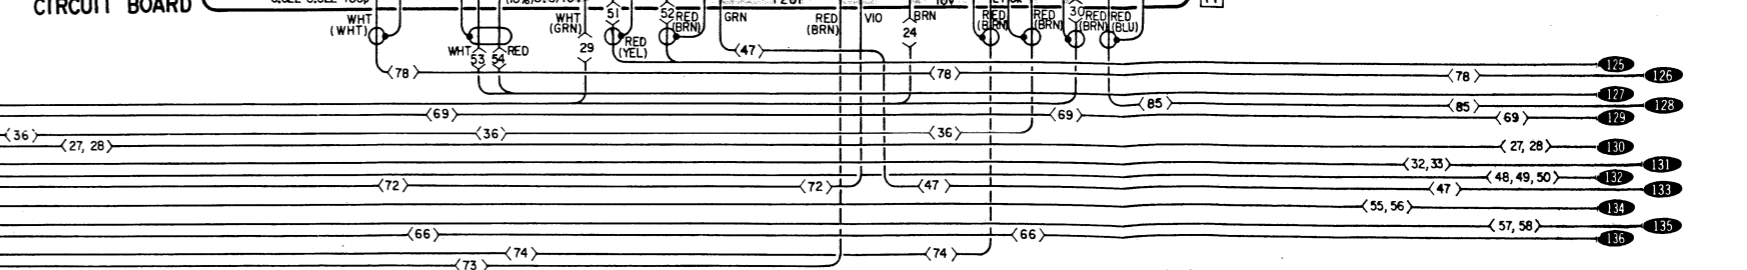 CIRCUIT BOARD
WHT
(WHT)
WHT
53
54
RED
WHT
(GRN)
29
51
RED
(YEL)
52
RED
(BRN)
GRN
RED
(BRN)
VIO
BRN
24
RED
(BRN)
RED
(BRN)
30
RED
(BRN)
RED
(BLU)
47
125
78
78
78
126
127
85
85
128
69
69
69
129
36
36
36
27, 28
27, 28
130
32,33
131
48, 49, 50
132
72
72
47
47
133
55, 56
134
57, 58
135
66
66
136
74
74
73